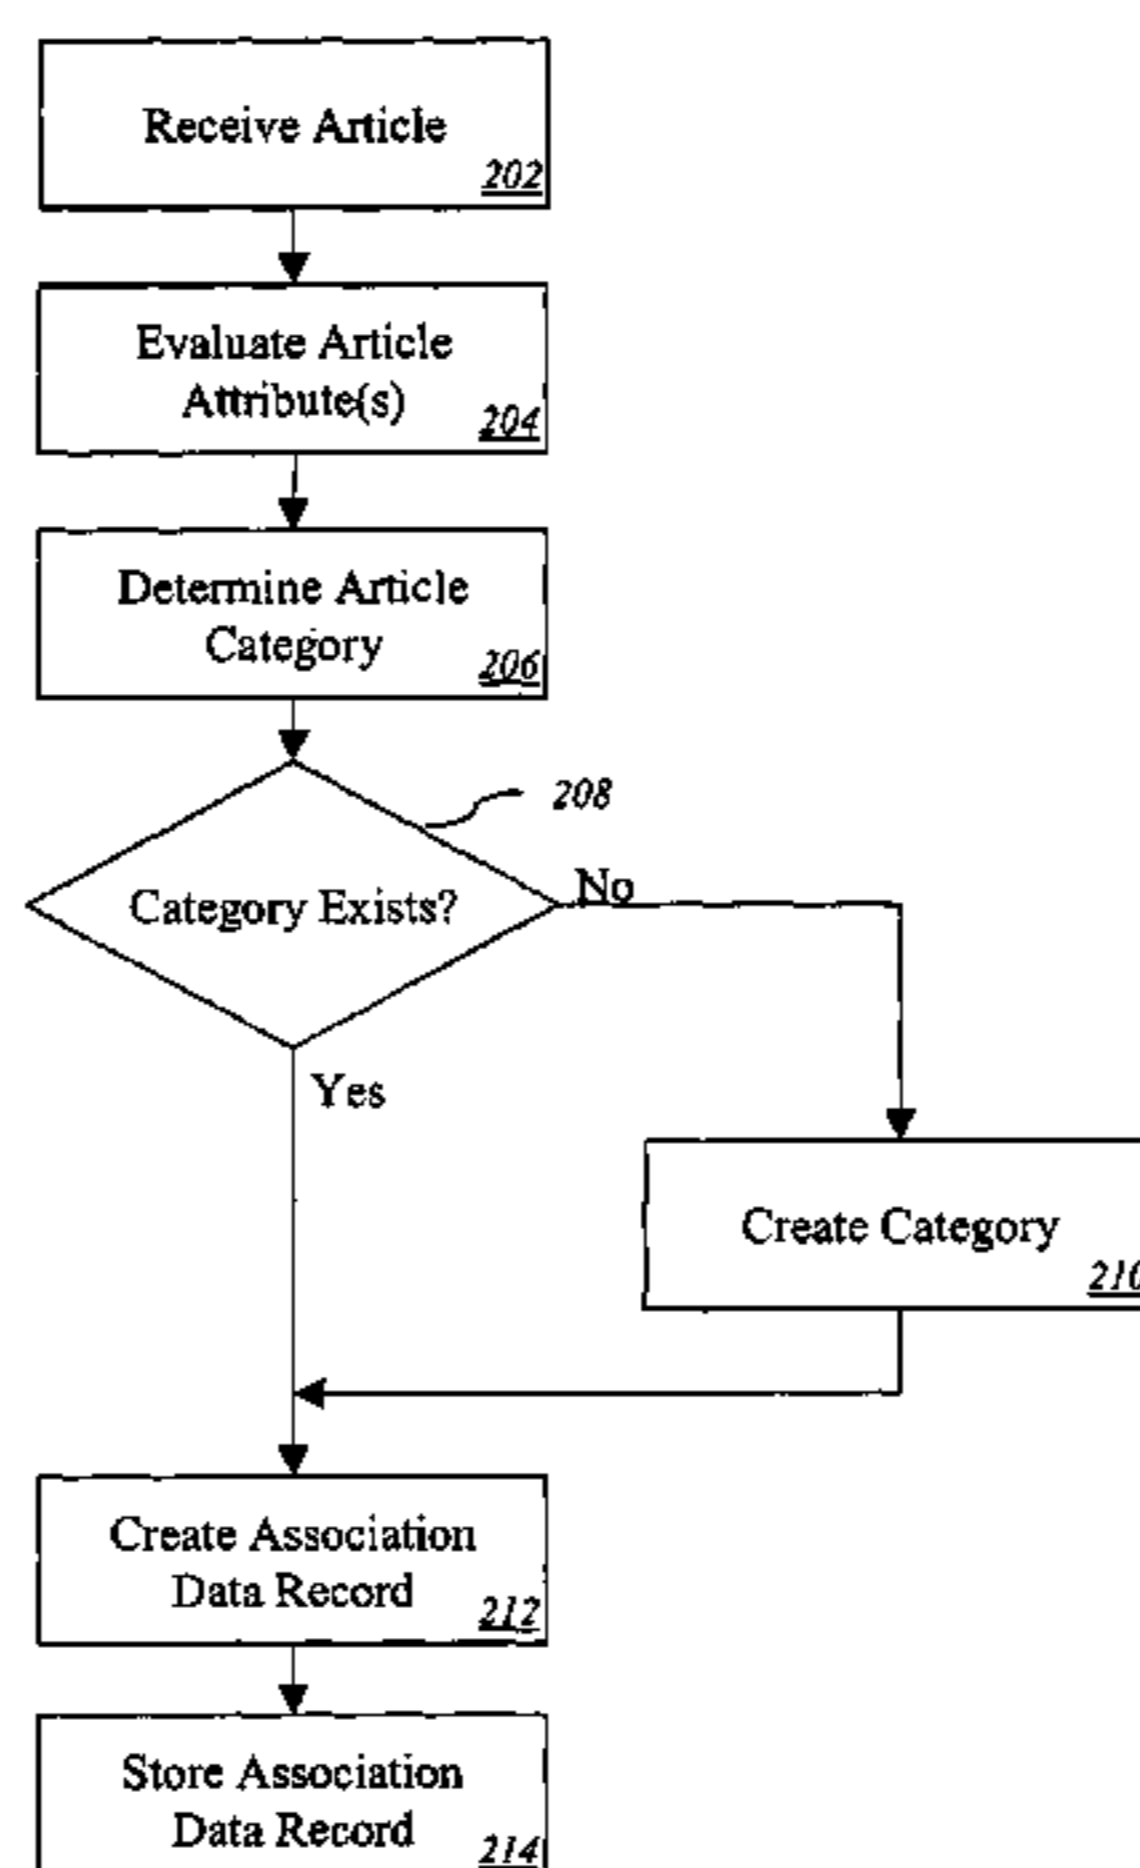 Receive Article
202
Evaluate Article
Attribute(s)
204
Determine Article
Category
206
208
Category Exists?
No
Yes
Create Category
210
Create Association
Data Record
212
Store Association
Data Record
214